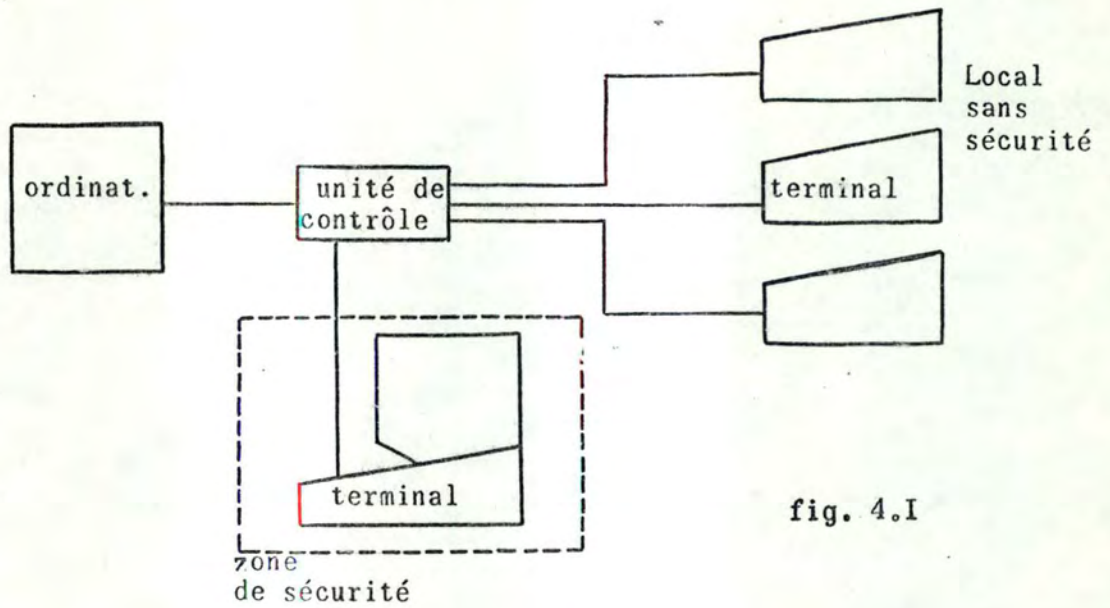 Local
sans
sécurité
ordinat.
unité de
contrôle
terminal
terminal
fig. 4.I
zone
de sécurité